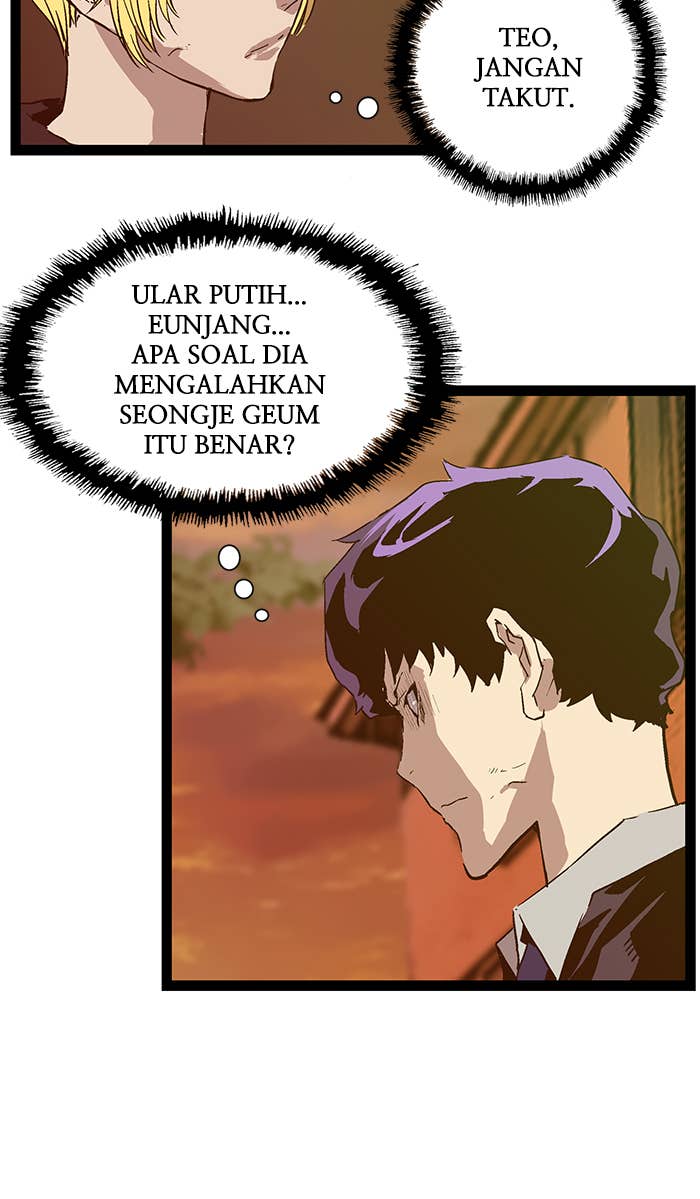 TEO,
JANGAN
TAKUT.
ULAR PUTIH...
EUNJANG...
APA SOAL DIA
MENGALAHKAN
SEONGJE GEUM
ITU BENAR?